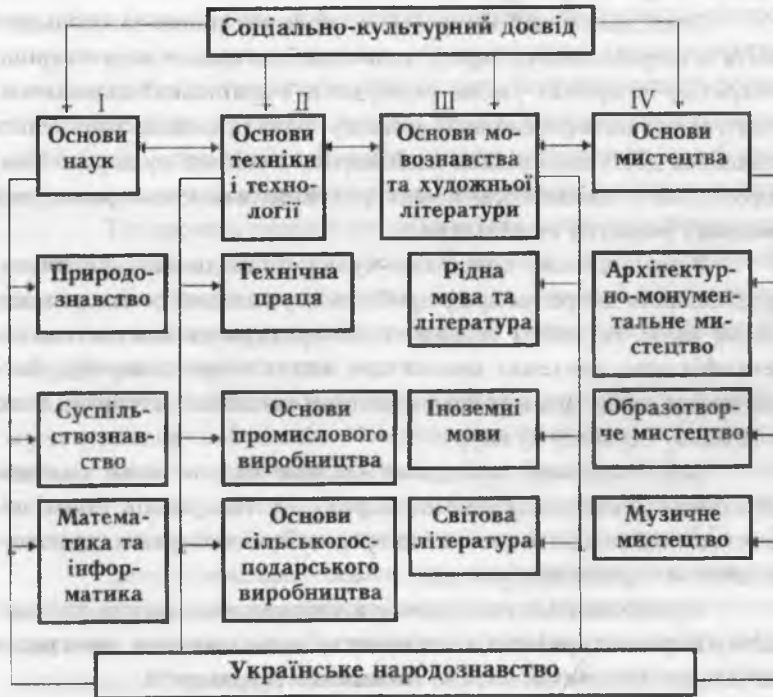 Соціально-культурний досвід
I
II
III
IV
Основи
наук
Основи
техніки
і техно-
логії
Основи мо-
вознавства
та художньої
літератури
Основи
мистецтва
Природо-
знавство
Технічна
праця
Рідна
мова та
література
Архітектур-
но-монумен-
тальне ми-
стецтво
Суспіль-
ствознав-
ство
Основи
промислового
виробництва
Іноземні
мови
Образотвор-
че мистецтво
Матема-
тика та
інфор-
матика
Основи
сільськогос-
подарського
виробництва
Світова
література
Музичне
мистецтво
Українське народознавство